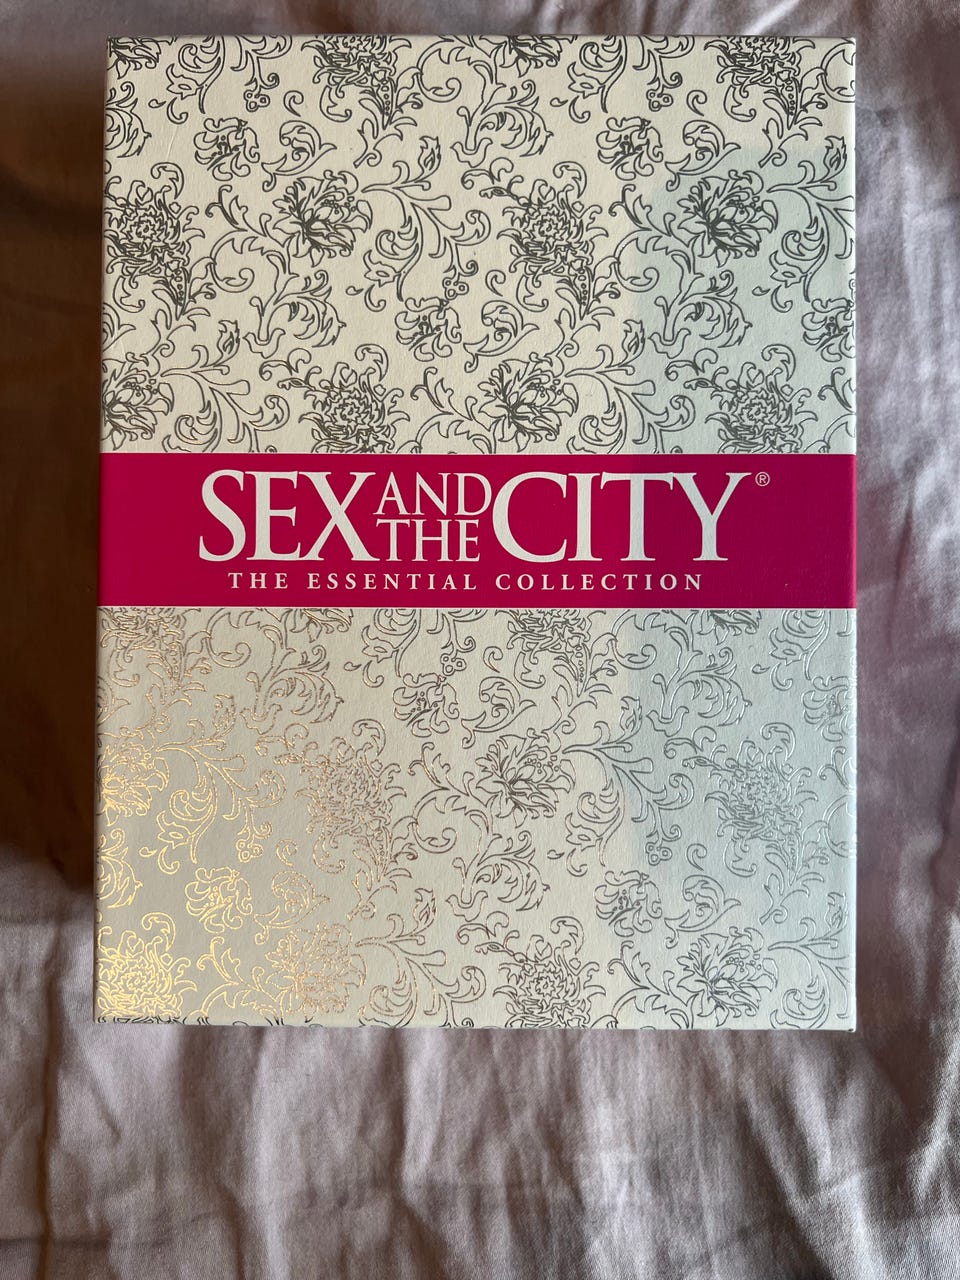 SEX AND THE CITY®
THE ESSENTIAL COLLECTION